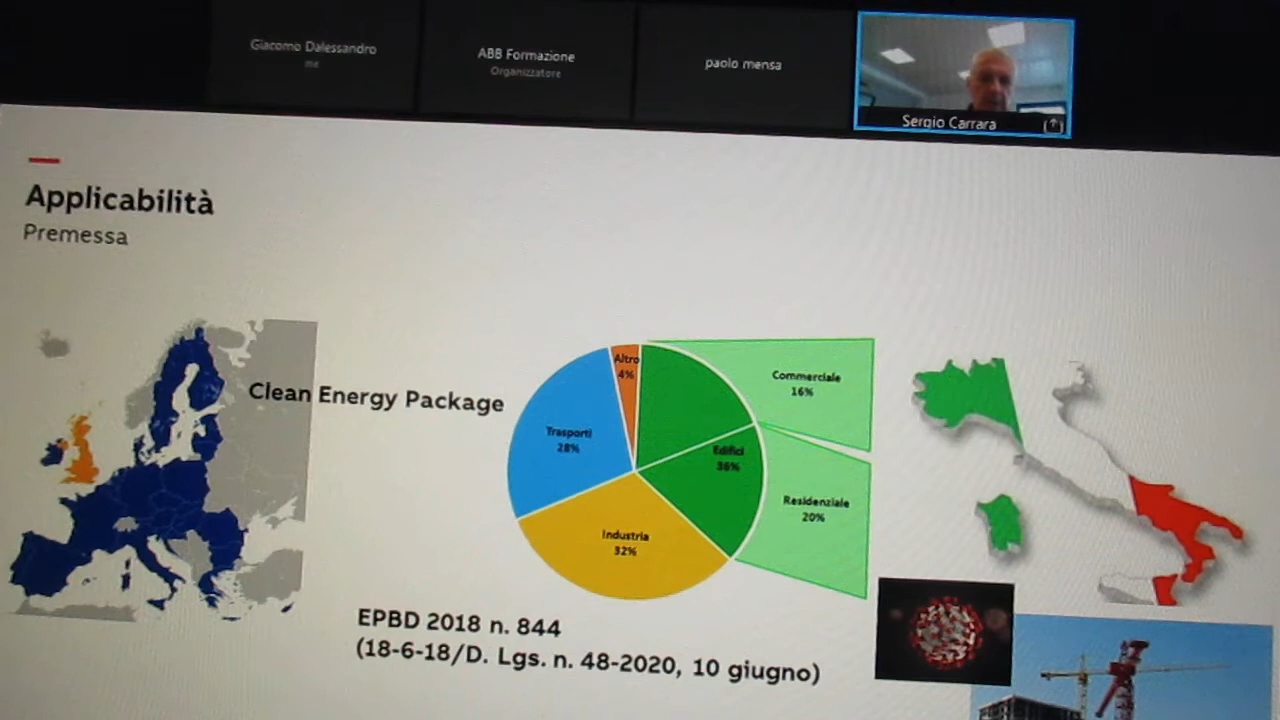 Giacomo Dalessandro
me
ABB Formazione
Organizzatore
paolo mensa
Sergio Carrara
Applicabilità
Premessa
Clean Energy Package
Altro
4%
Commerciale
16%
Trasporti
28%
Edifici
36%
Residenziale
20%
Industria
32%
EPBD 2018 n. 844
(18-6-18/D. Lgs. n. 48-2020, 10 giugno)